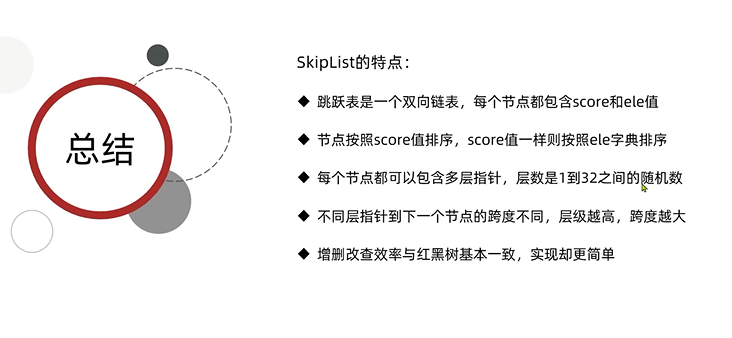 总结
SkipList的特点：
◆ 跳跃表是一个双向链表，每个节点都包含score和ele值
◆ 节点按照score值排序，score值一样则按照ele字典排序
◆ 每个节点都可以包含多层指针，层数是1到32之间的随机数
◆ 不同层指针到下一个节点的跨度不同，层级越高，跨度越大
◆ 增删改查效率与红黑树基本一致，实现却更简单